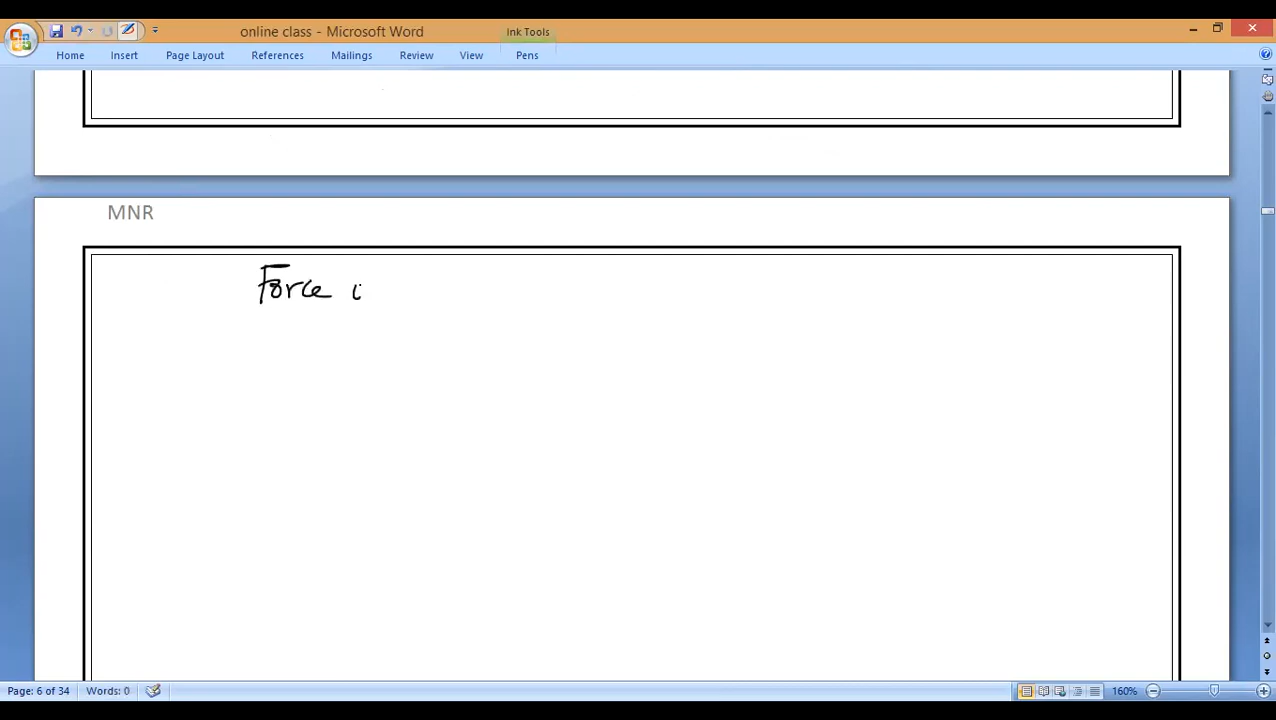 online class - Microsoft Word
Ink Tools
Home Insert Page Layout References Mailings Review View Pens
MNR
Force i
Page: 6 of 34 Words: 0 160%